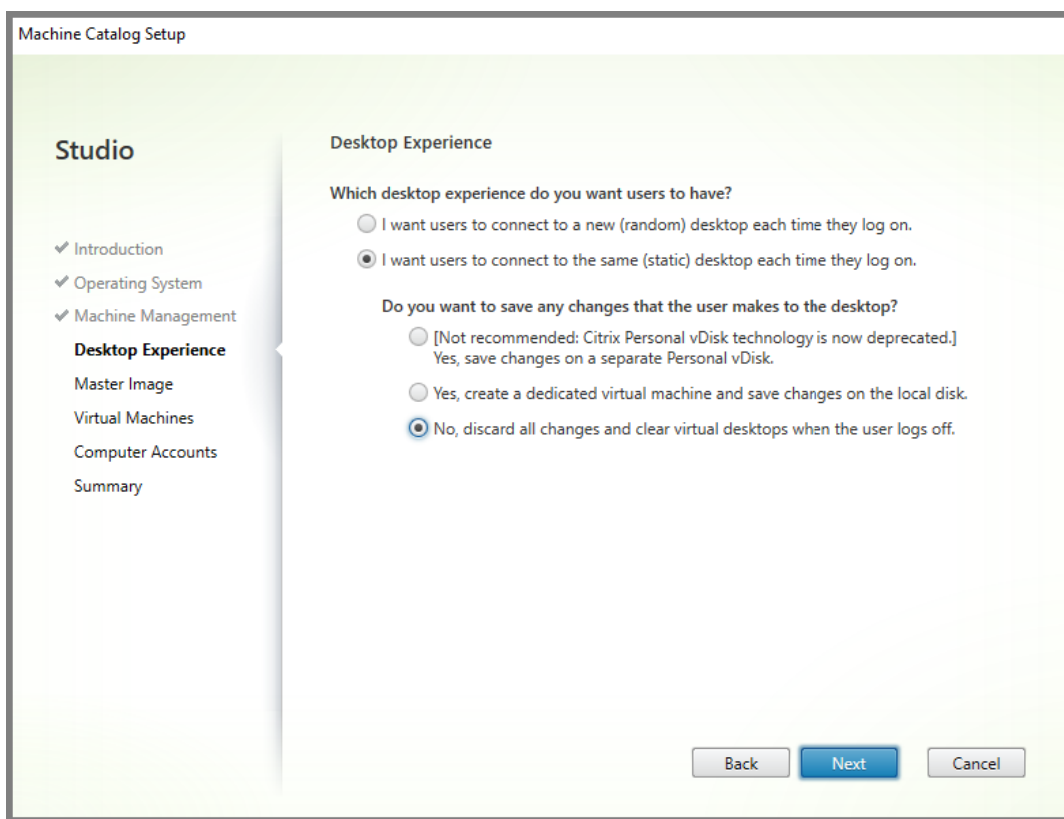 Machine Catalog Setup
Studio
Introduction
Operating System
Machine Management
Desktop Experience
Master Image
Virtual Machines
Computer Accounts
Summary
Desktop Experience
Which desktop experience do you want users to have?
I want users to connect to a new (random) desktop each time they log on.
I want users to connect to the same (static) desktop each time they log on.
Do you want to save any changes that the user makes to the desktop?
[Not recommended: Citrix Personal vDisk technology is now deprecated.]
Yes, save changes on a separate Personal vDisk.
Yes, create a dedicated virtual machine and save changes on the local disk.
No, discard all changes and clear virtual desktops when the user logs off.
Back
Next
Cancel